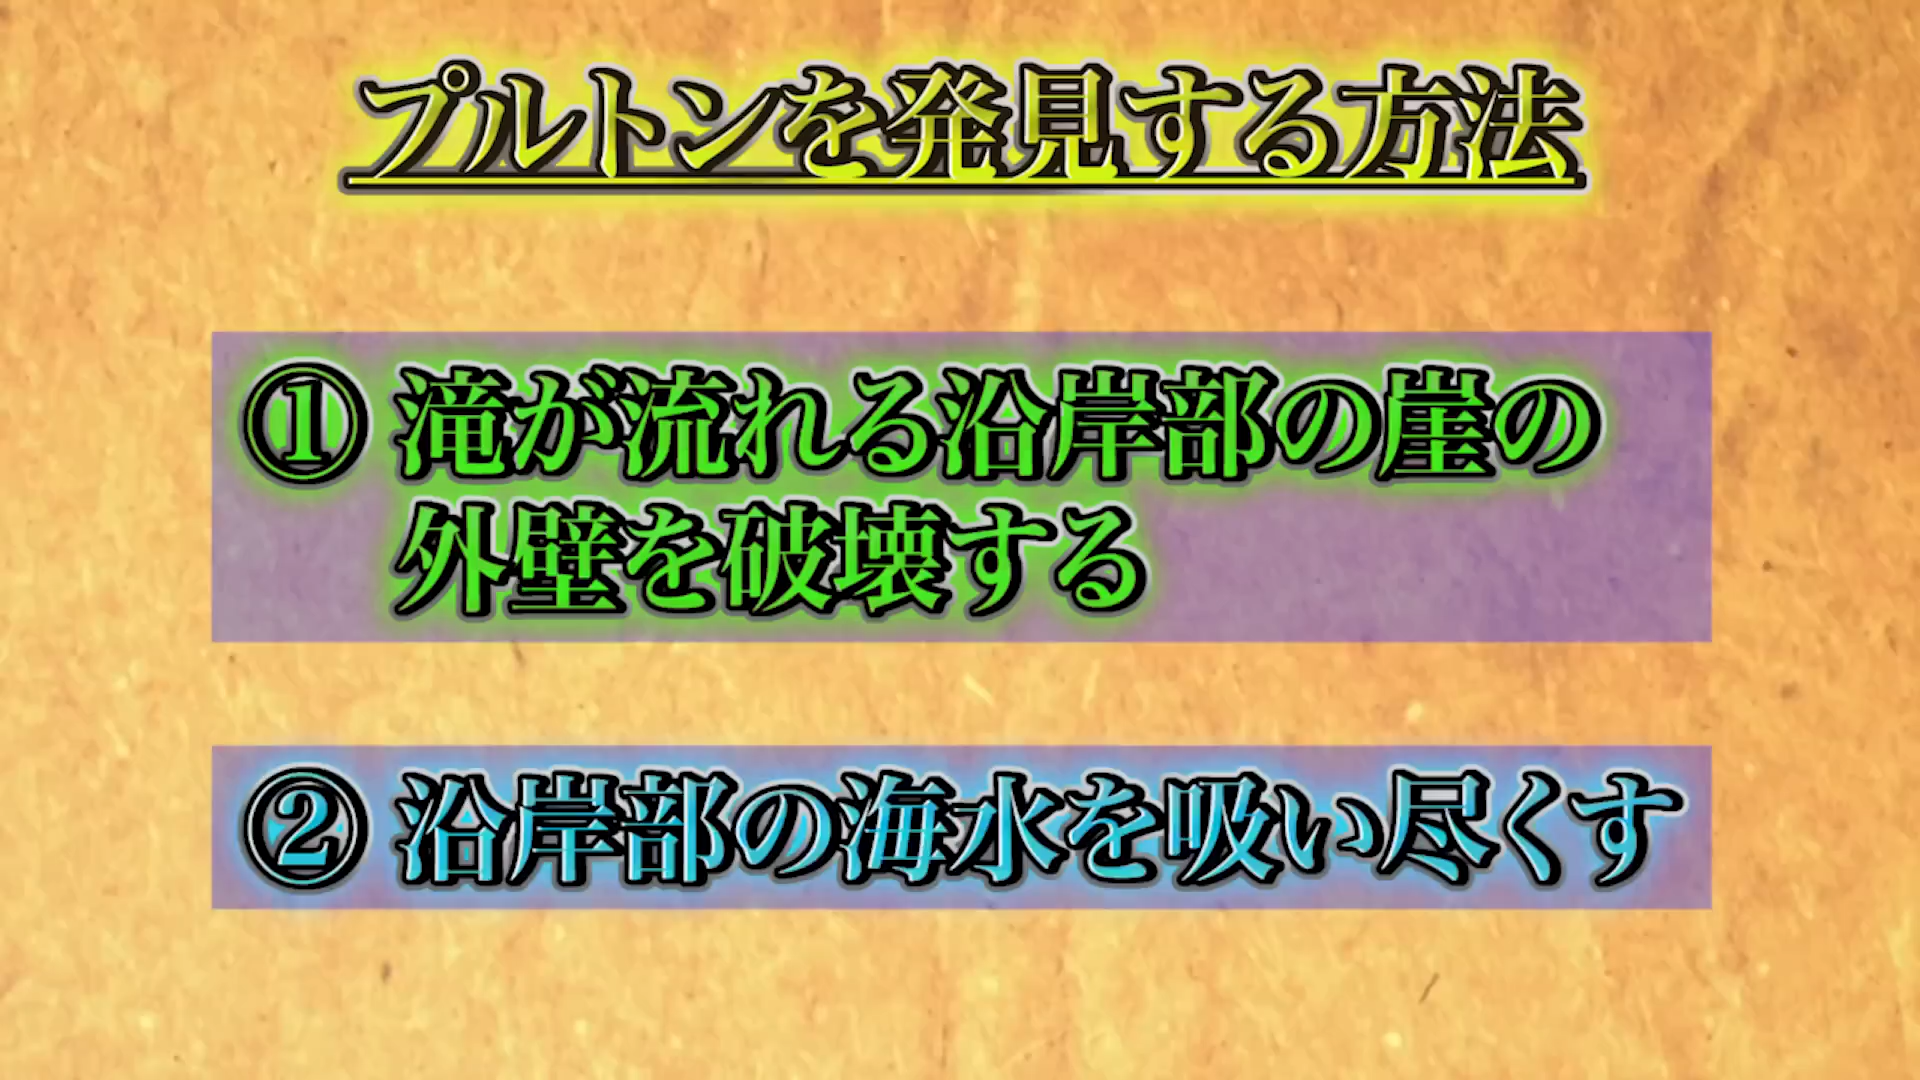 プルトンを発見する方法
① 滝が流れる沿岸部の崖の
外壁を破壊する
② 沿岸部の海水を吸い尽くす